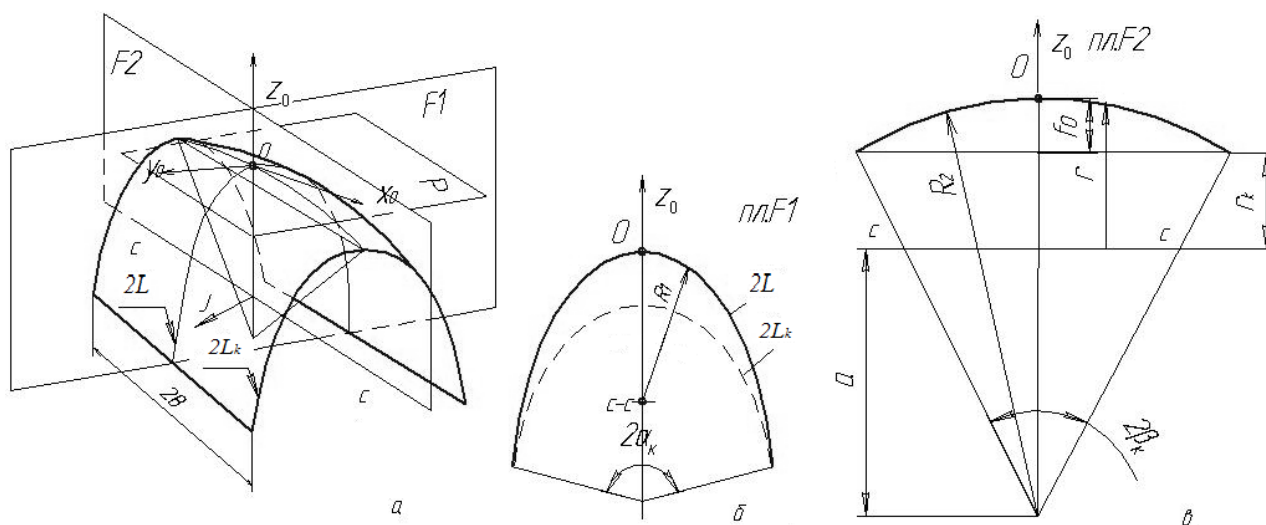 F2
F1
Z₀
O
y₀
x₀
P
c
2L
J
2Lₖ
c
2B
а
Z₀
пл.F1
O
R₁
2L
2Lₖ
c-c
2αₖ
б
Z₀
пл.F2
O
f₀
R₂
r
rₖ
c
c
a
2βₖ
в